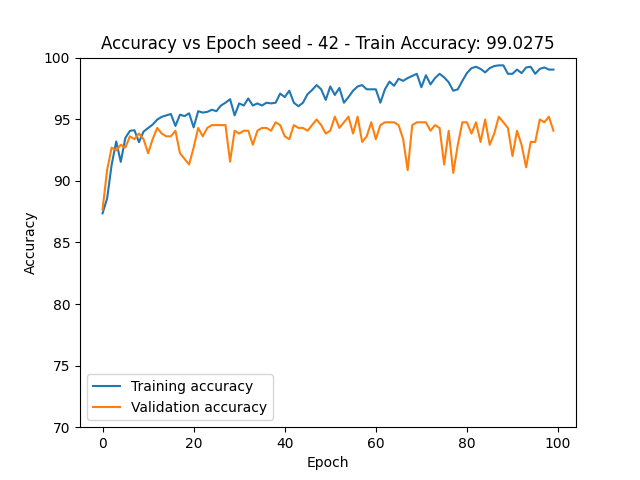 Accuracy vs Epoch seed - 42 - Train Accuracy: 99.0275
100
95
90
85
80
75
70
Accuracy
Training accuracy
Validation accuracy
0 20 40 60 80 100
Epoch